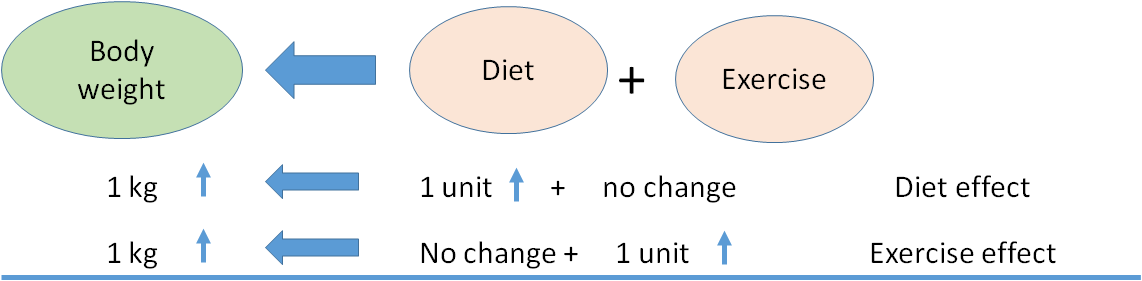 Body
weight
Diet
+
Exercise
1 kg 1 unit + no change Diet effect
1 kg No change + 1 unit Exercise effect